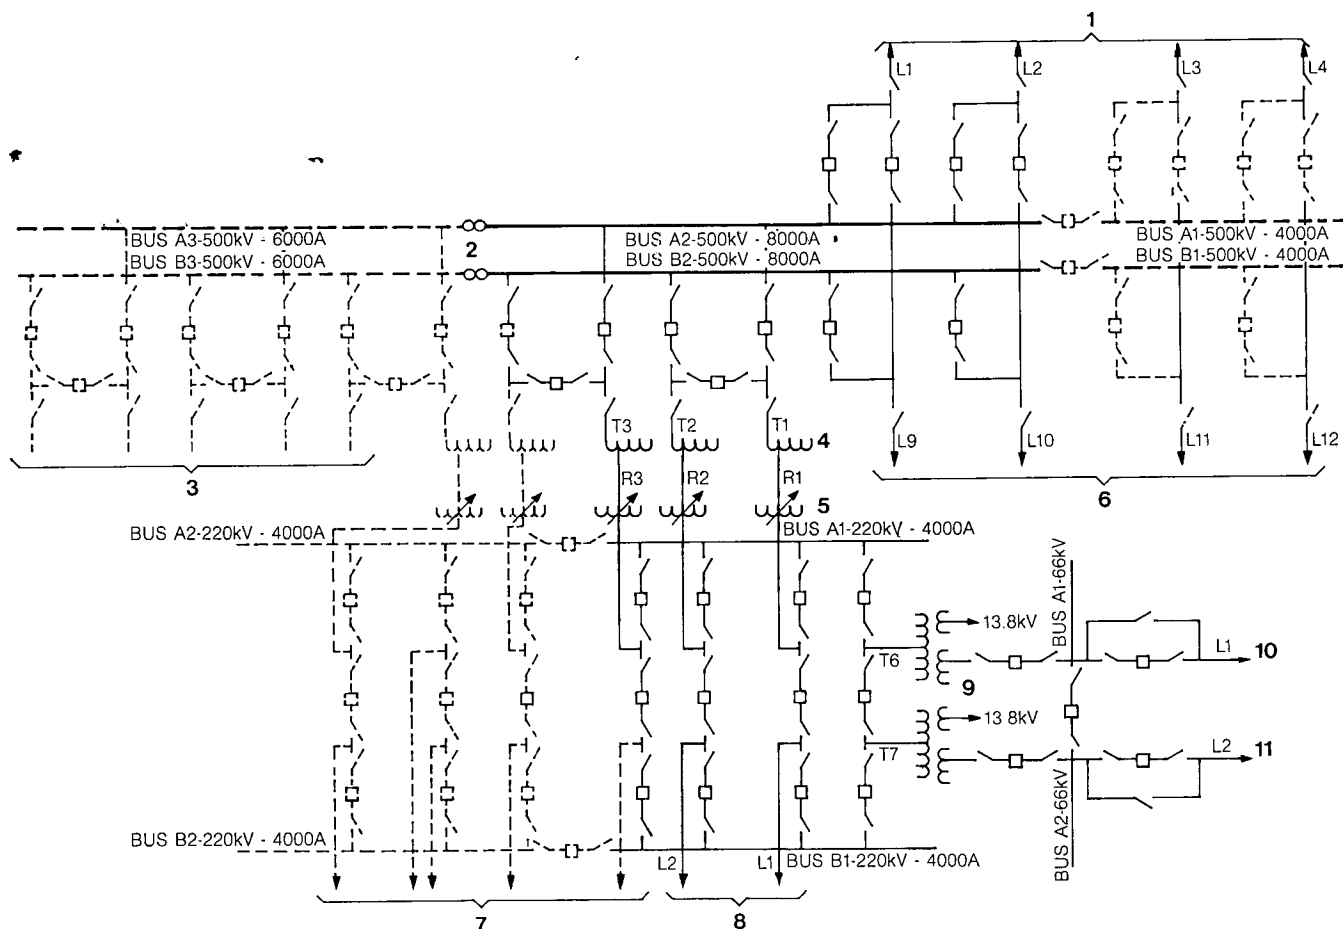 1
L1
L2
L3
L4
BUS A3-500kV - 6000A
BUS B3-500kV - 6000A
2
BUS A2-500kV - 8000A
BUS B2-500kV - 8000A
BUS A1-500kV - 4000A
BUS B1-500kV - 4000A
T3
T2
T1
4
L9
L10
L11
L12
3
R3
R2
R1
5
6
BUS A2-220kV - 4000A
BUS A1-220kV - 4000A
BUS A1-66kV
13.8kV
T6
L1
10
9
13 8kV
T7
L2
11
BUS A2-66kV
BUS B2-220kV - 4000A
L2
L1
BUS B1-220kV - 4000A
7
8